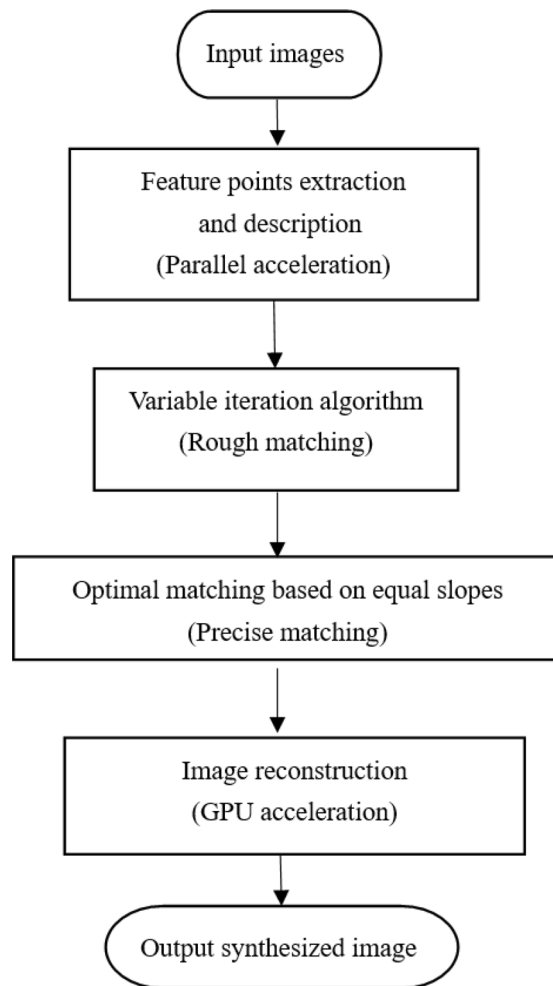 Input images
Feature points extraction
and description
(Parallel acceleration)
Variable iteration algorithm
(Rough matching)
Optimal matching based on equal slopes
(Precise matching)
Image reconstruction
(GPU acceleration)
Output synthesized image